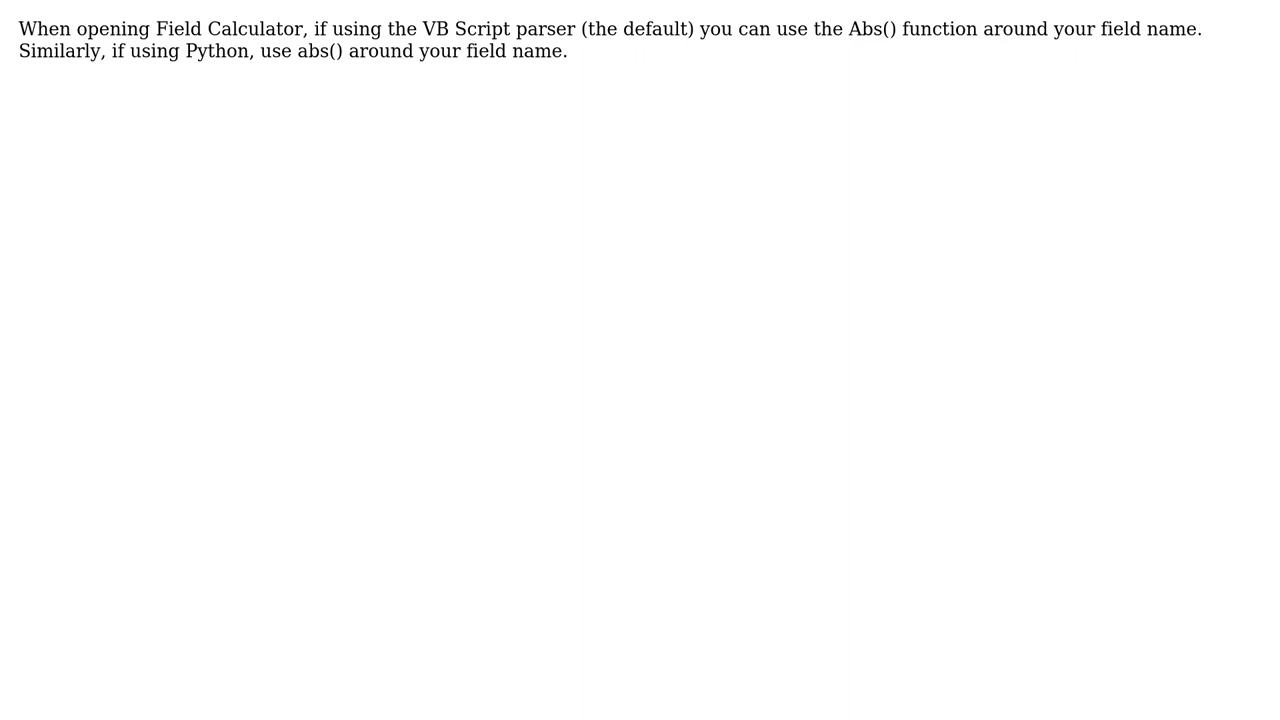 When opening Field Calculator, if using the VB Script parser (the default) you can use the Abs() function around your field name.
Similarly, if using Python, use abs() around your field name.